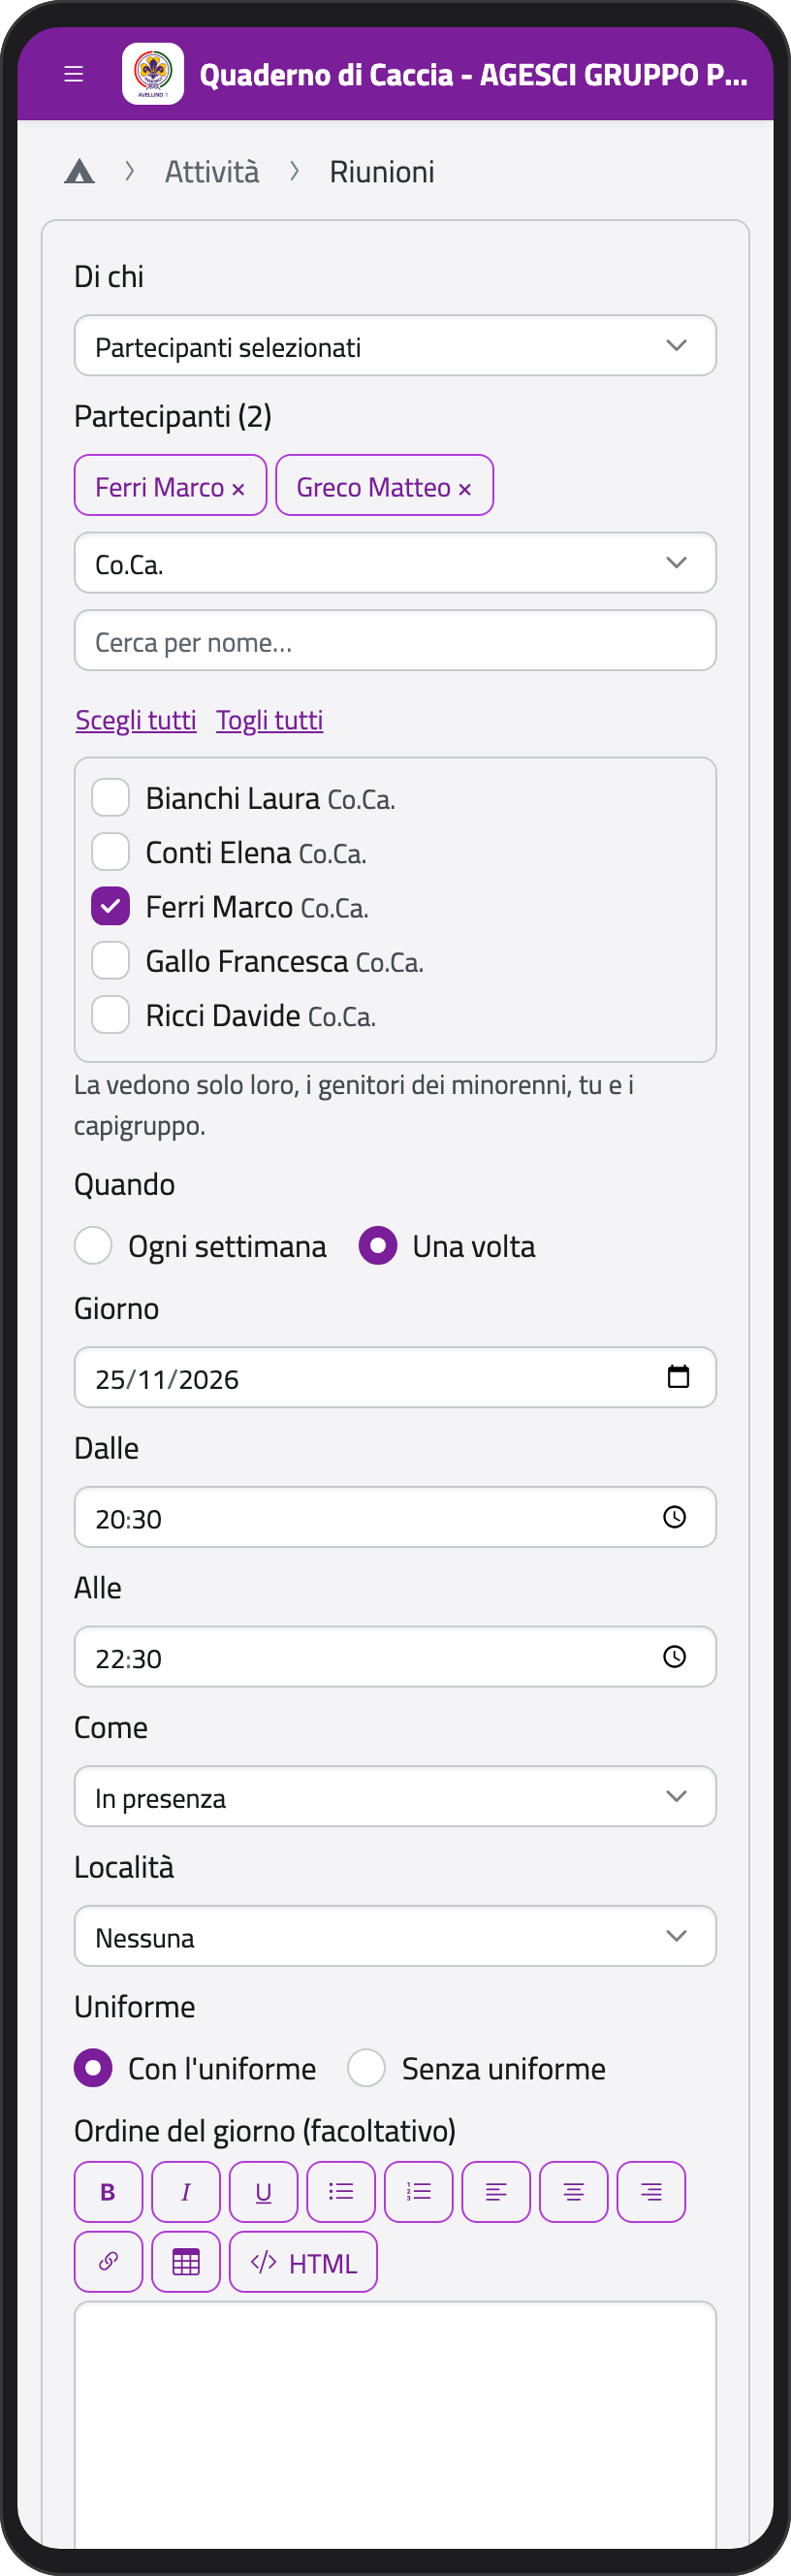 AVELLINO 1
Quaderno di Caccia - AGESCI GRUPPO P...
Attività
Riunioni
Di chi
Partecipanti selezionati
Partecipanti (2)
Ferri Marco ×
Greco Matteo ×
Co.Ca.
Cerca per nome...
Scegli tutti
Togli tutti
Bianchi Laura Co.Ca.
Conti Elena Co.Ca.
Ferri Marco Co.Ca.
Gallo Francesca Co.Ca.
Ricci Davide Co.Ca.
La vedono solo loro, i genitori dei minorenni, tu e i
capigruppo.
Quando
Ogni settimana
Una volta
Giorno
25/11/2026
Dalle
20:30
Alle
22:30
Come
In presenza
Località
Nessuna
Uniforme
Con l'uniforme
Senza uniforme
Ordine del giorno (facoltativo)
B
I
U
</> HTML